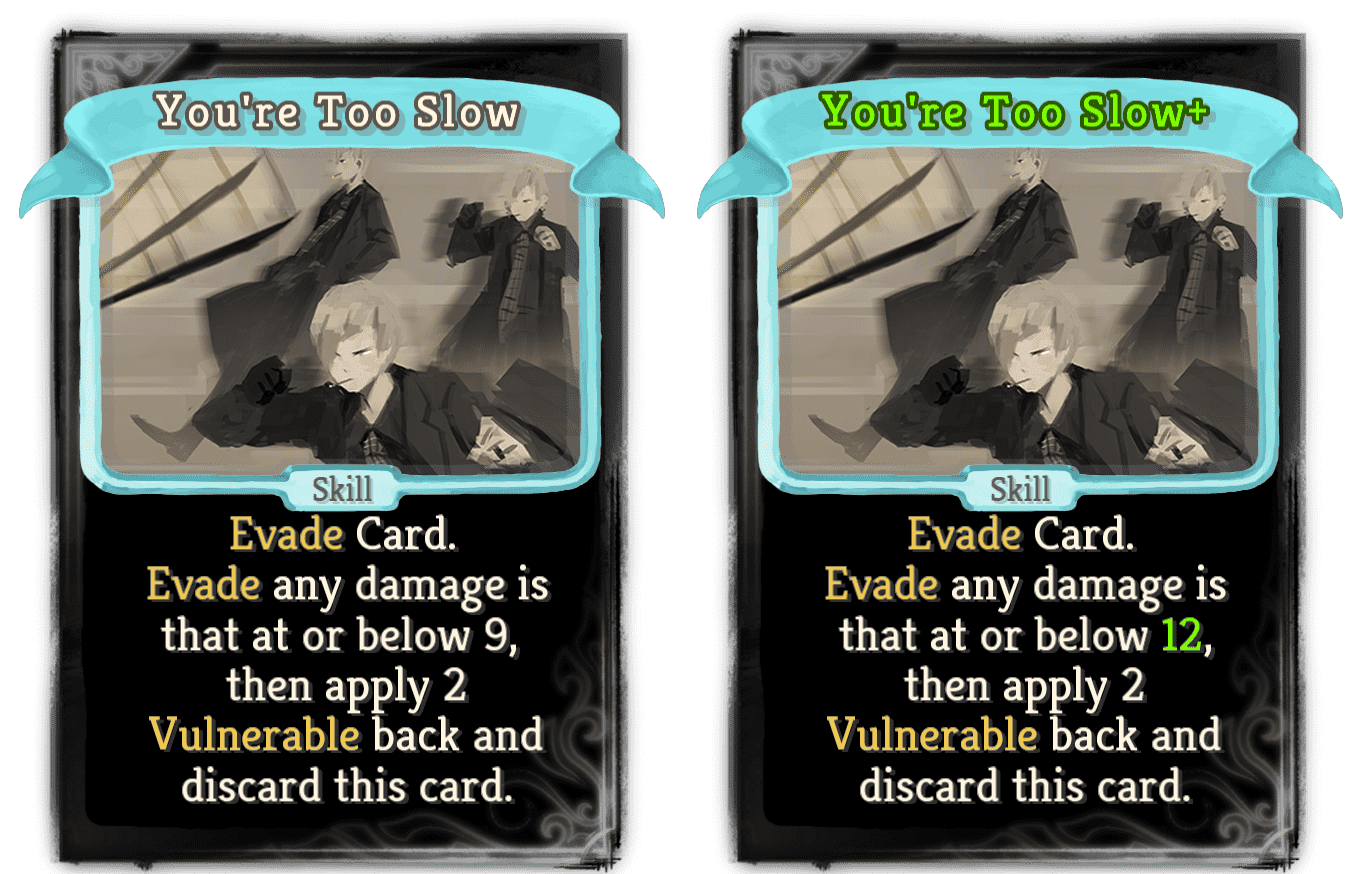 You're Too Slow
Skill
Evade Card.
Evade any damage is
that at or below 9,
then apply 2
Vulnerable back and
discard this card.
You're Too Slow+
Skill
Evade Card.
Evade any damage is
that at or below 12,
then apply 2
Vulnerable back and
discard this card.